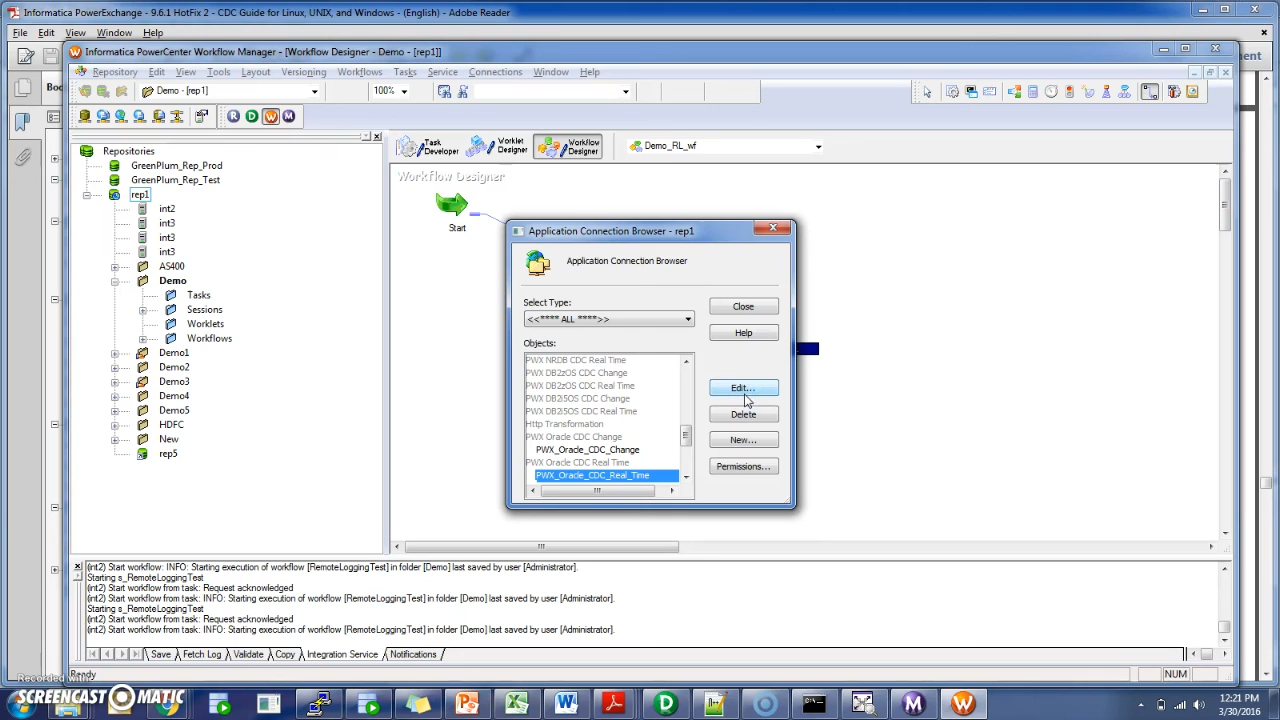 Informatica PowerExchange - 9.6.1 HotFix 2 - CDC Guide for Linux, UNIX, and Windows - (English) - Adobe Reader
File Edit View Window Help
Informatica PowerCenter Workflow Manager - [Workflow Designer - Demo - [rep1]]
Repository Edit View Tools Layout Versioning Workflows Tasks Service Connections Window Help
Demo - [rep1]
100%
R D W M
Task Developer
Worklet Designer
Workflow Designer
Demo_RL_wf
Repositories
GreenPlum_Rep_Prod
GreenPlum_Rep_Test
rep1
int2
int3
int3
int3
AS400
Demo
Tasks
Sessions
Worklets
Workflows
Demo1
Demo2
Demo3
Demo4
Demo5
HDFC
New
rep5
Workflow Designer
Start
Application Connection Browser - rep1
Application Connection Browser
Select Type:
<<**** ALL ****>>
Close
Help
Objects:
PWX NRDB CDC Real Time
PWX DB2zOS CDC Change
PWX DB2zOS CDC Real Time
PWX DB2i5OS CDC Change
PWX DB2i5OS CDC Real Time
Http Transformation
PWX Oracle CDC Change
PWX_Oracle_CDC_Change
PWX Oracle CDC Real Time
PWX_Oracle_CDC_Real_Time
Edit...
Delete
New...
Permissions...
(int2) Start workflow: INFO: Starting execution of workflow [RemoteLoggingTest] in folder [Demo] last saved by user [Administrator].
Starting s_RemoteLoggingTest
(int2) Start workflow from task: Request acknowledged
(int2) Start workflow from task: INFO: Starting execution of workflow [RemoteLoggingTest] in folder [Demo] last saved by user [Administrator].
Starting s_RemoteLoggingTest
(int2) Start workflow from task: Request acknowledged
(int2) Start workflow from task: INFO: Starting execution of workflow [RemoteLoggingTest] in folder [Demo] last saved by user [Administrator].
Save Fetch Log Validate Copy Integration Service Notifications
Ready
NUM
Recorded with
SCREENCAST MATIC
12:21 PM
3/30/2016